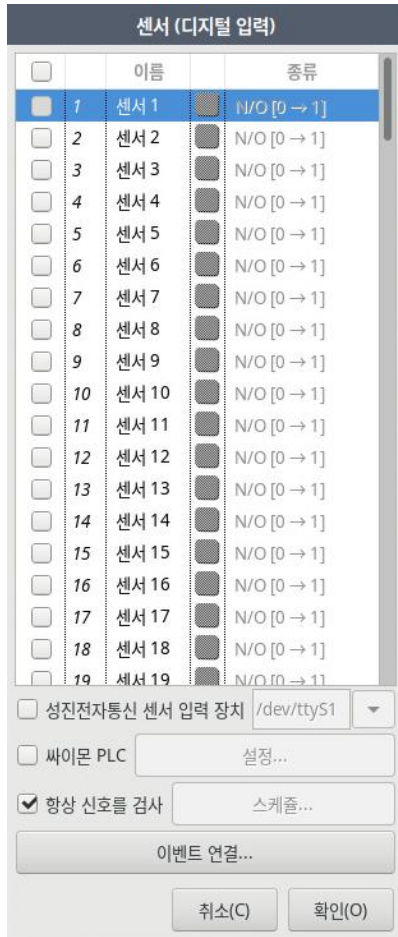 센서 (디지털 입력)
이름 종류
1 센서 1 N/O [0 → 1]
2 센서 2 N/O [0 → 1]
3 센서 3 N/O [0 → 1]
4 센서 4 N/O [0 → 1]
5 센서 5 N/O [0 → 1]
6 센서 6 N/O [0 → 1]
7 센서 7 N/O [0 → 1]
8 센서 8 N/O [0 → 1]
9 센서 9 N/O [0 → 1]
10 센서 10 N/O [0 → 1]
11 센서 11 N/O [0 → 1]
12 센서 12 N/O [0 → 1]
13 센서 13 N/O [0 → 1]
14 센서 14 N/O [0 → 1]
15 센서 15 N/O [0 → 1]
16 센서 16 N/O [0 → 1]
17 센서 17 N/O [0 → 1]
18 센서 18 N/O [0 → 1]
19 센서 19 N/O [0 → 1]
성진전자통신 센서 입력 장치 /dev/ttyS1
싸이몬 PLC 설정...
항상 신호를 검사 스케쥴...
이벤트 연결...
취소(C) 확인(O)